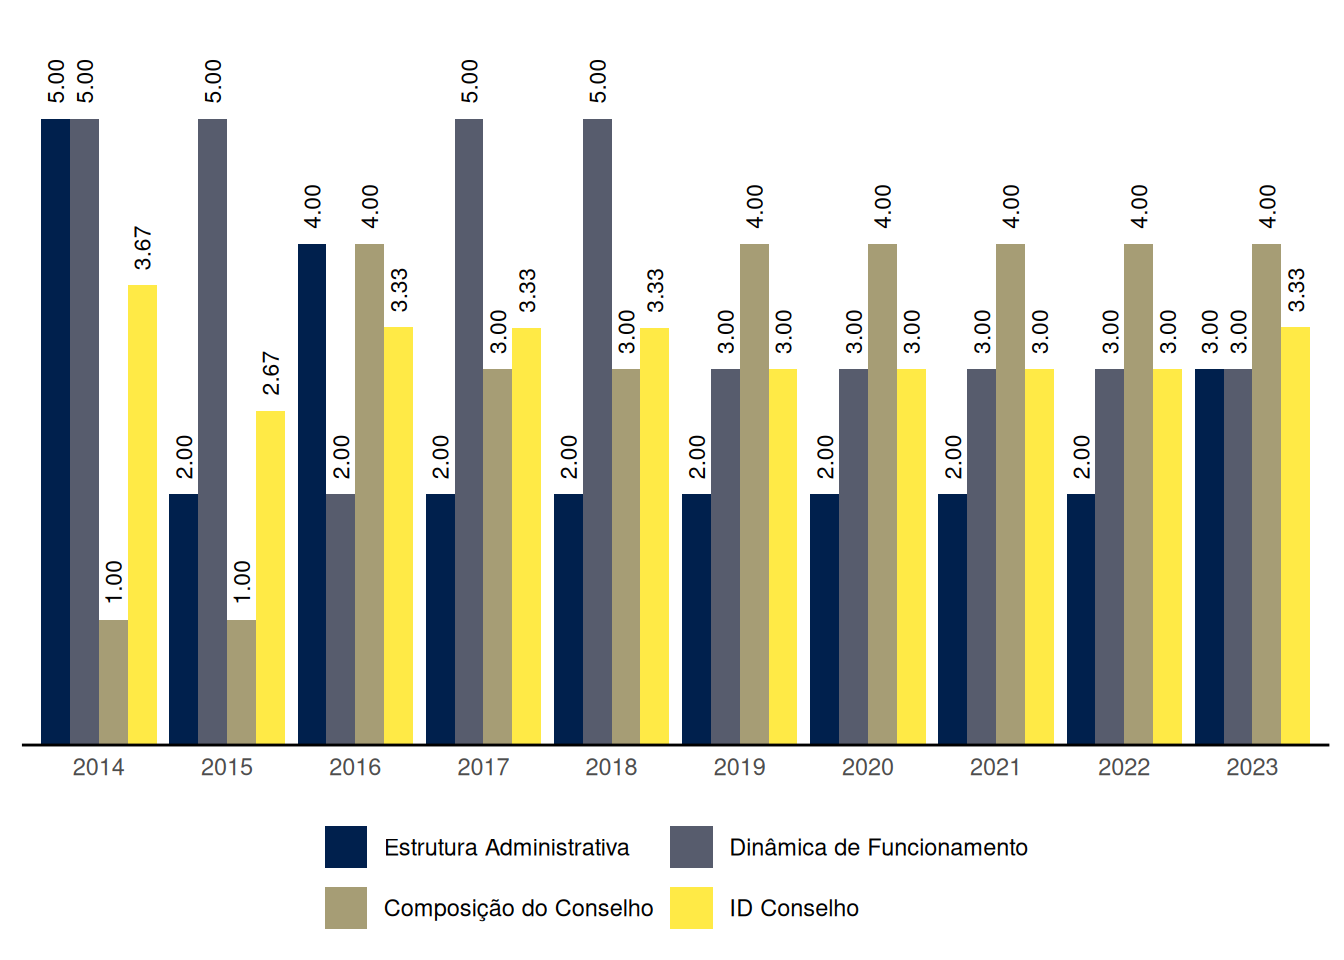 5.00 5.00 1.00 3.67
2.00 5.00 1.00 2.67
4.00 2.00 4.00 3.33
2.00 5.00 3.00 3.33
2.00 5.00 3.00 3.33
2.00 3.00 4.00 3.00
2.00 3.00 4.00 3.00
2.00 3.00 4.00 3.00
2.00 3.00 4.00 3.00
3.00 3.00 4.00 3.33
2014 2015 2016 2017 2018 2019 2020 2021 2022 2023
Estrutura Administrativa Dinâmica de Funcionamento
Composição do Conselho ID Conselho